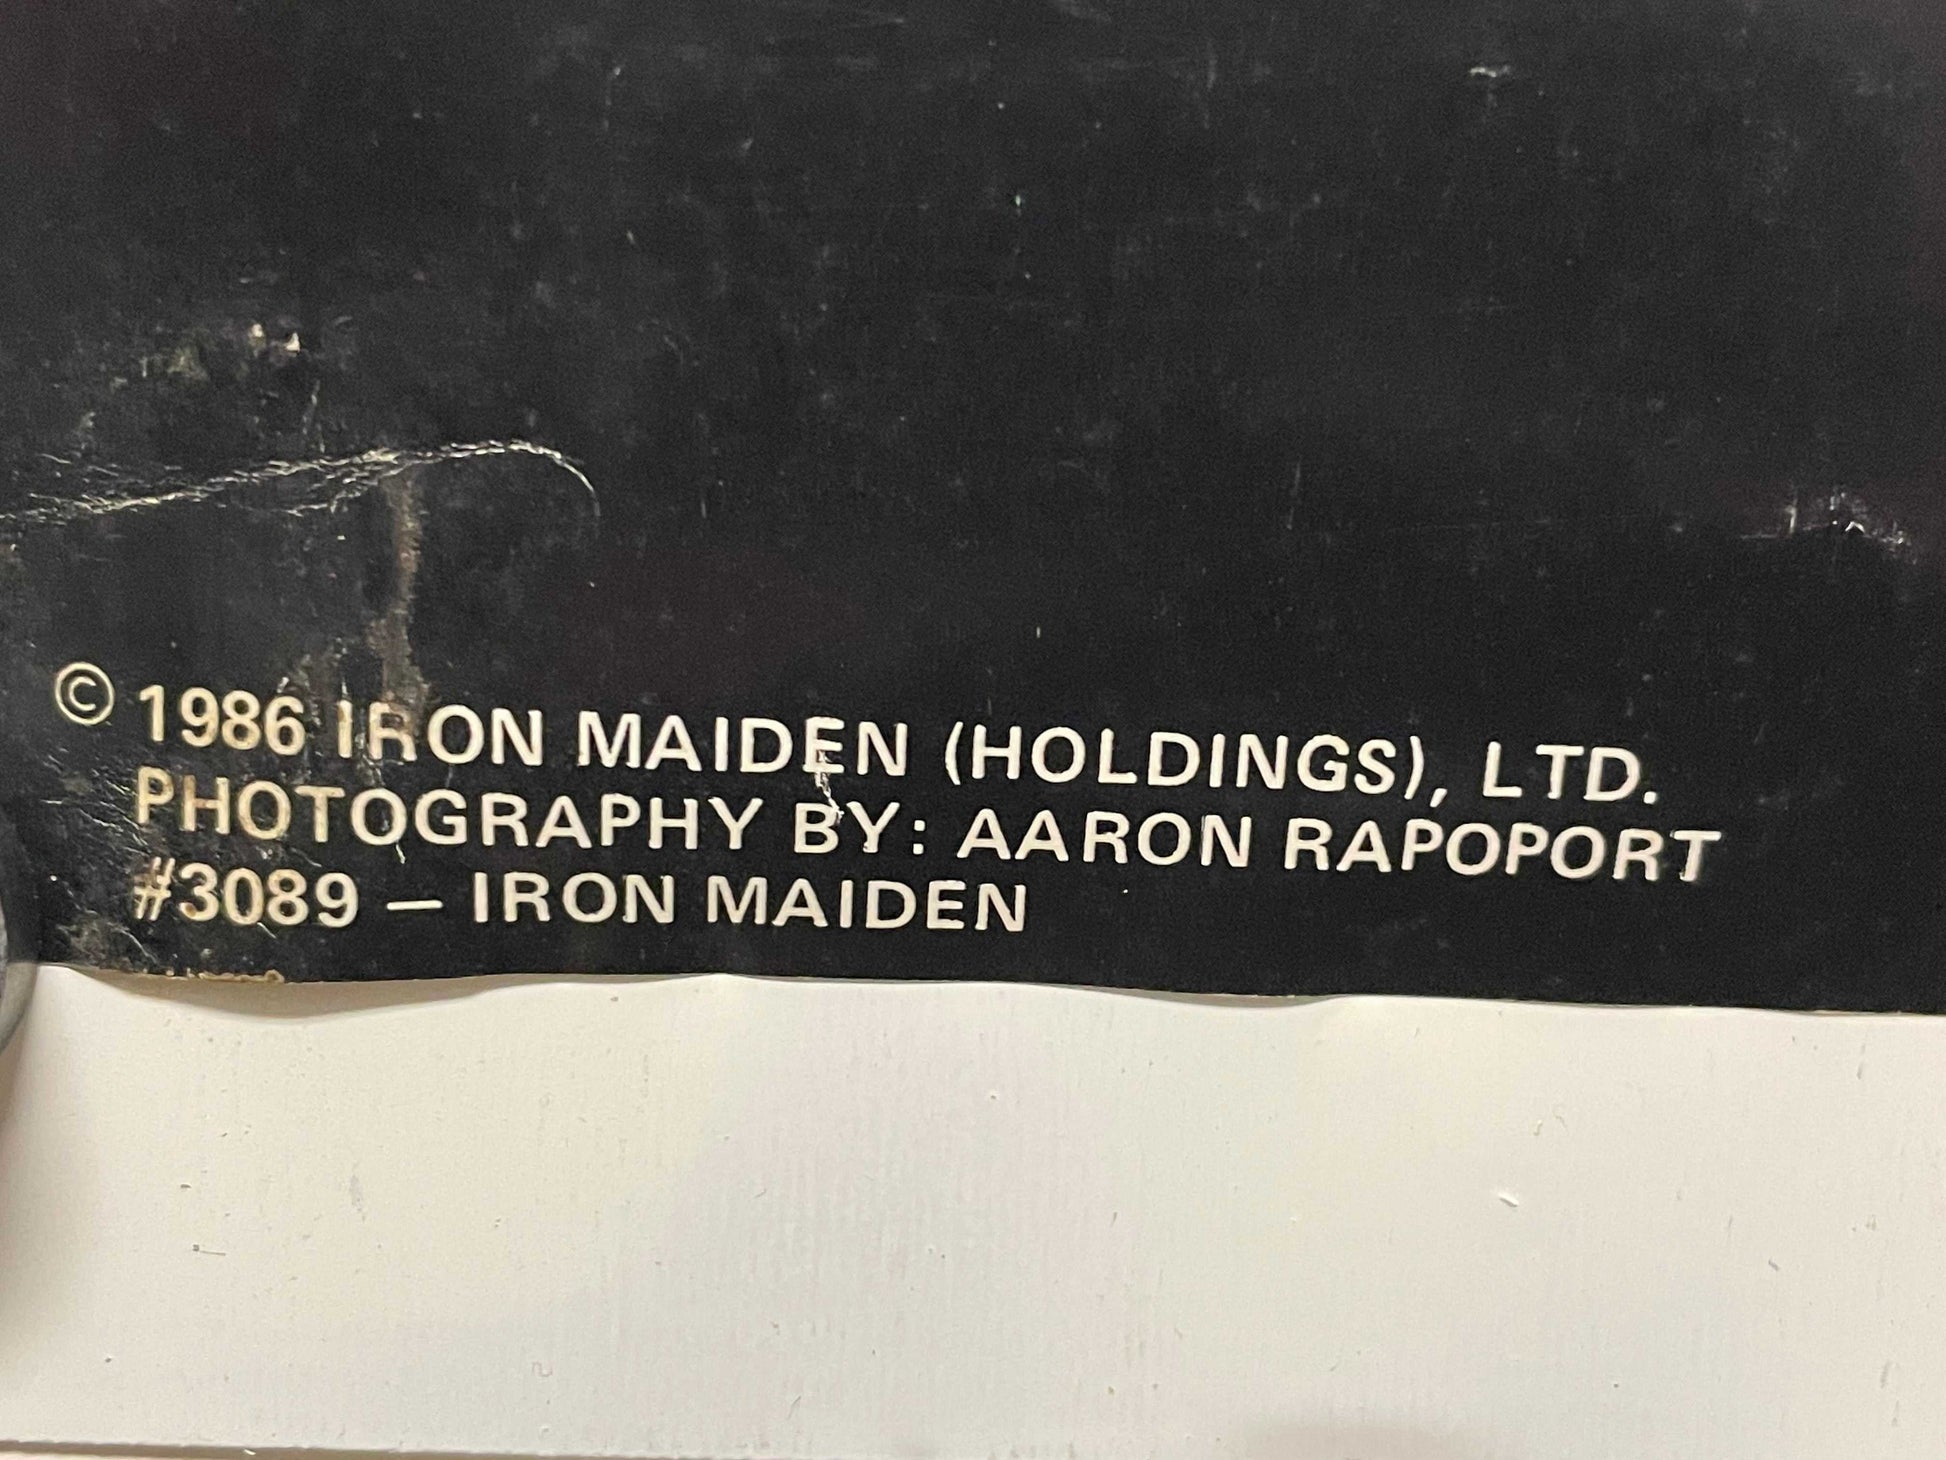 © 1986 IRON MAIDEN (HOLDINGS), LTD.
PHOTOGRAPHY BY: AARON RAPOPORT
#3089 – IRON MAIDEN